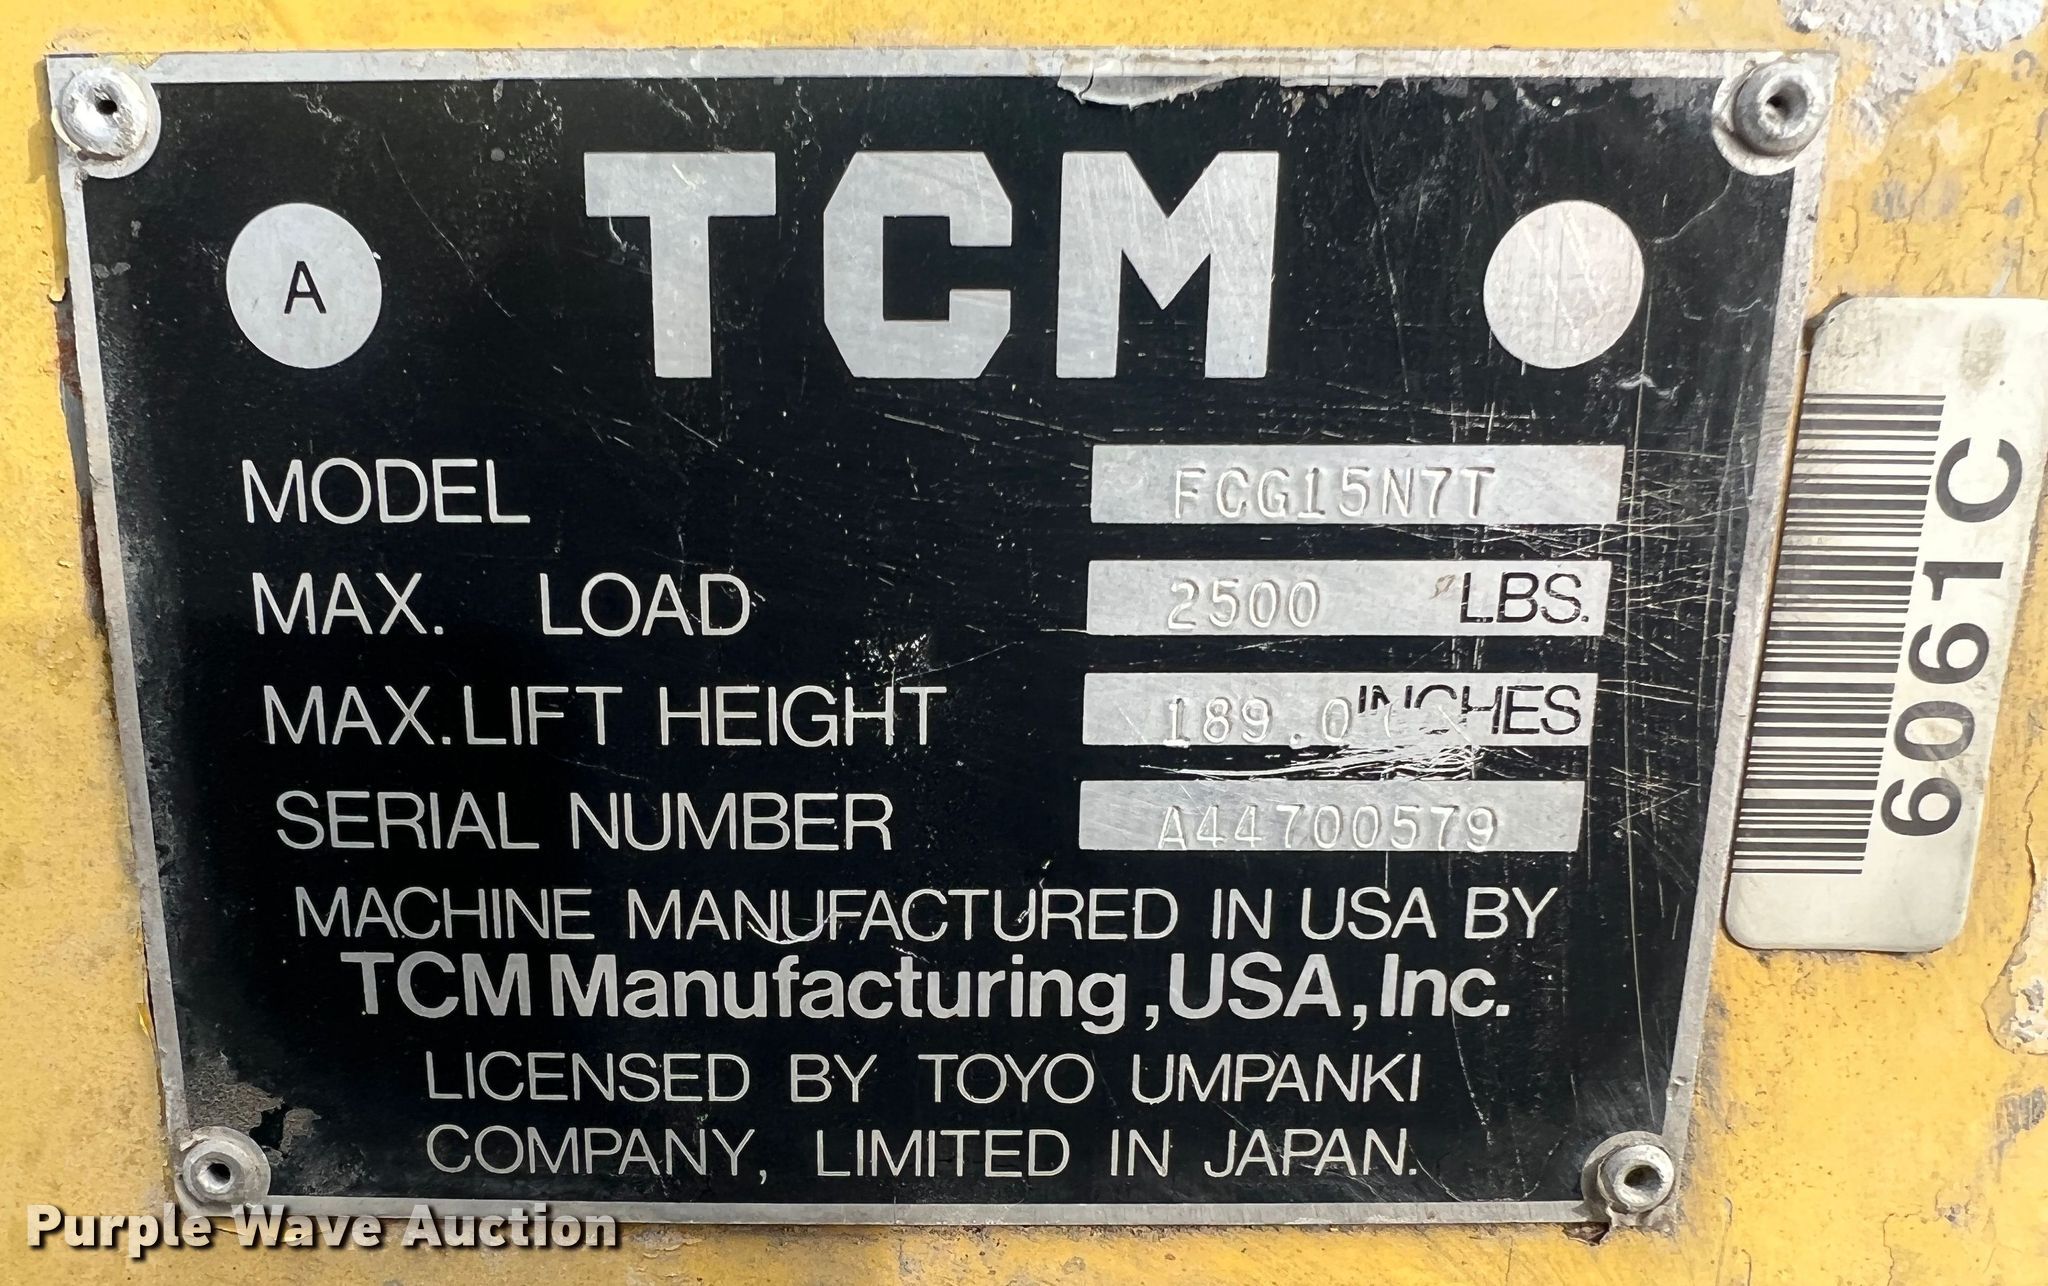 TCM
A
MODEL FCG15N7T
MAX. LOAD 2500 LBS.
MAX. LIFT HEIGHT 189.0 INCHES
SERIAL NUMBER A44700579
MACHINE MANUFACTURED IN USA BY
TCM Manufacturing, USA, Inc.
LICENSED BY TOYO UMPANKI
COMPANY, LIMITED IN JAPAN.
6061C
Purple Wave Auction